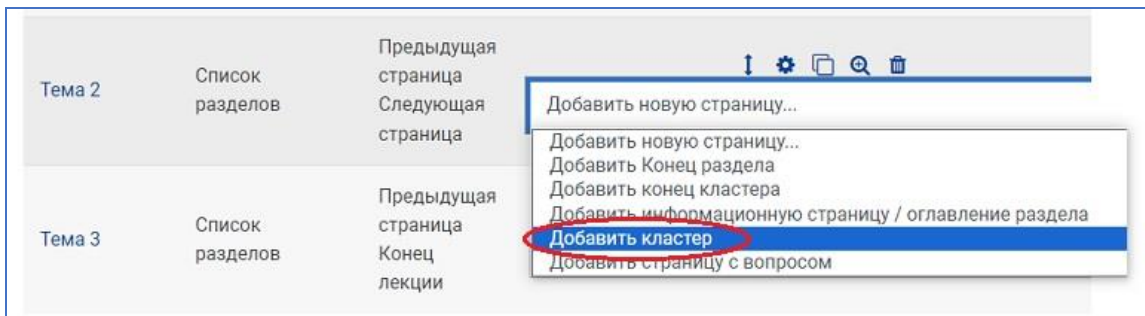 Тема 2
Список
разделов
Предыдущая
страница
Следующая
страница
Добавить новую страницу...
Добавить новую страницу...
Добавить Конец раздела
Добавить конец кластера
Добавить информационную страницу / оглавление раздела
Добавить кластер
Добавить страницу с вопросом
Тема 3
Список
разделов
Предыдущая
страница
Конец
лекции